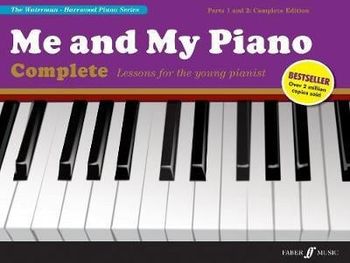 The Waterman - Harewood Piano Series
Parts 1 and 2: Complete Edition
Me and My Piano
Complete Lessons for the young pianist
BESTSELLER
Over 2 million
copies sold
FABER ff MUSIC